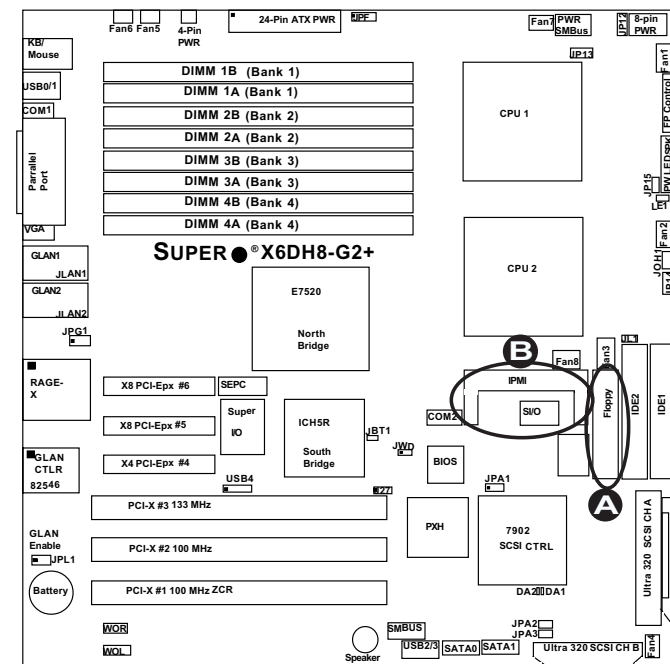 Fan6 Fan5
4-Pin
PWR
24-Pin ATX PWR
JPF
Fan7
PWR
SMBus
JP12
8-pin
PWR
KB/
Mouse
JP13
Fan1
USB0/1
COM1
Parrallel
Port
VGA
DIMM 1B (Bank 1)
DIMM 1A (Bank 1)
DIMM 2B (Bank 2)
DIMM 2A (Bank 2)
DIMM 3B (Bank 3)
DIMM 3A (Bank 3)
DIMM 4B (Bank 4)
DIMM 4A (Bank 4)
CPU 1
FP Control
PW LED SPK
JP15
LE1
Fan2
JOH1
JP14
SUPER ® X6DH8-G2+
GLAN1
JLAN1
GLAN2
JLAN2
JPG1
E7520
North
Bridge
CPU 2
B
Fan8
Fan3
JL1
RAGE-
X
X8 PCI-Epx #6
SEPC
IPMI
Floppy
IDE2
IDE1
X8 PCI-Epx #5
Super
I/O
ICH5R
South
Bridge
JBT1
COM2
SI/O
JWD
X4 PCI-Epx #4
BIOS
GLAN
CTLR
82546
USB4
J27
JPA1
A
PCI-X #3 133 MHz
PXH
7902
SCSI CTRL
Ultra 320 SCSI CH A
GLAN
Enable
JPL1
PCI-X #2 100 MHz
Battery
PCI-X #1 100 MHz ZCR
DA2 DA1
WOR
WOL
Speaker
SMBUS
USB2/3
SATA0
SATA1
JPA2
JPA3
Ultra 320 SCSI CH B
Fan4